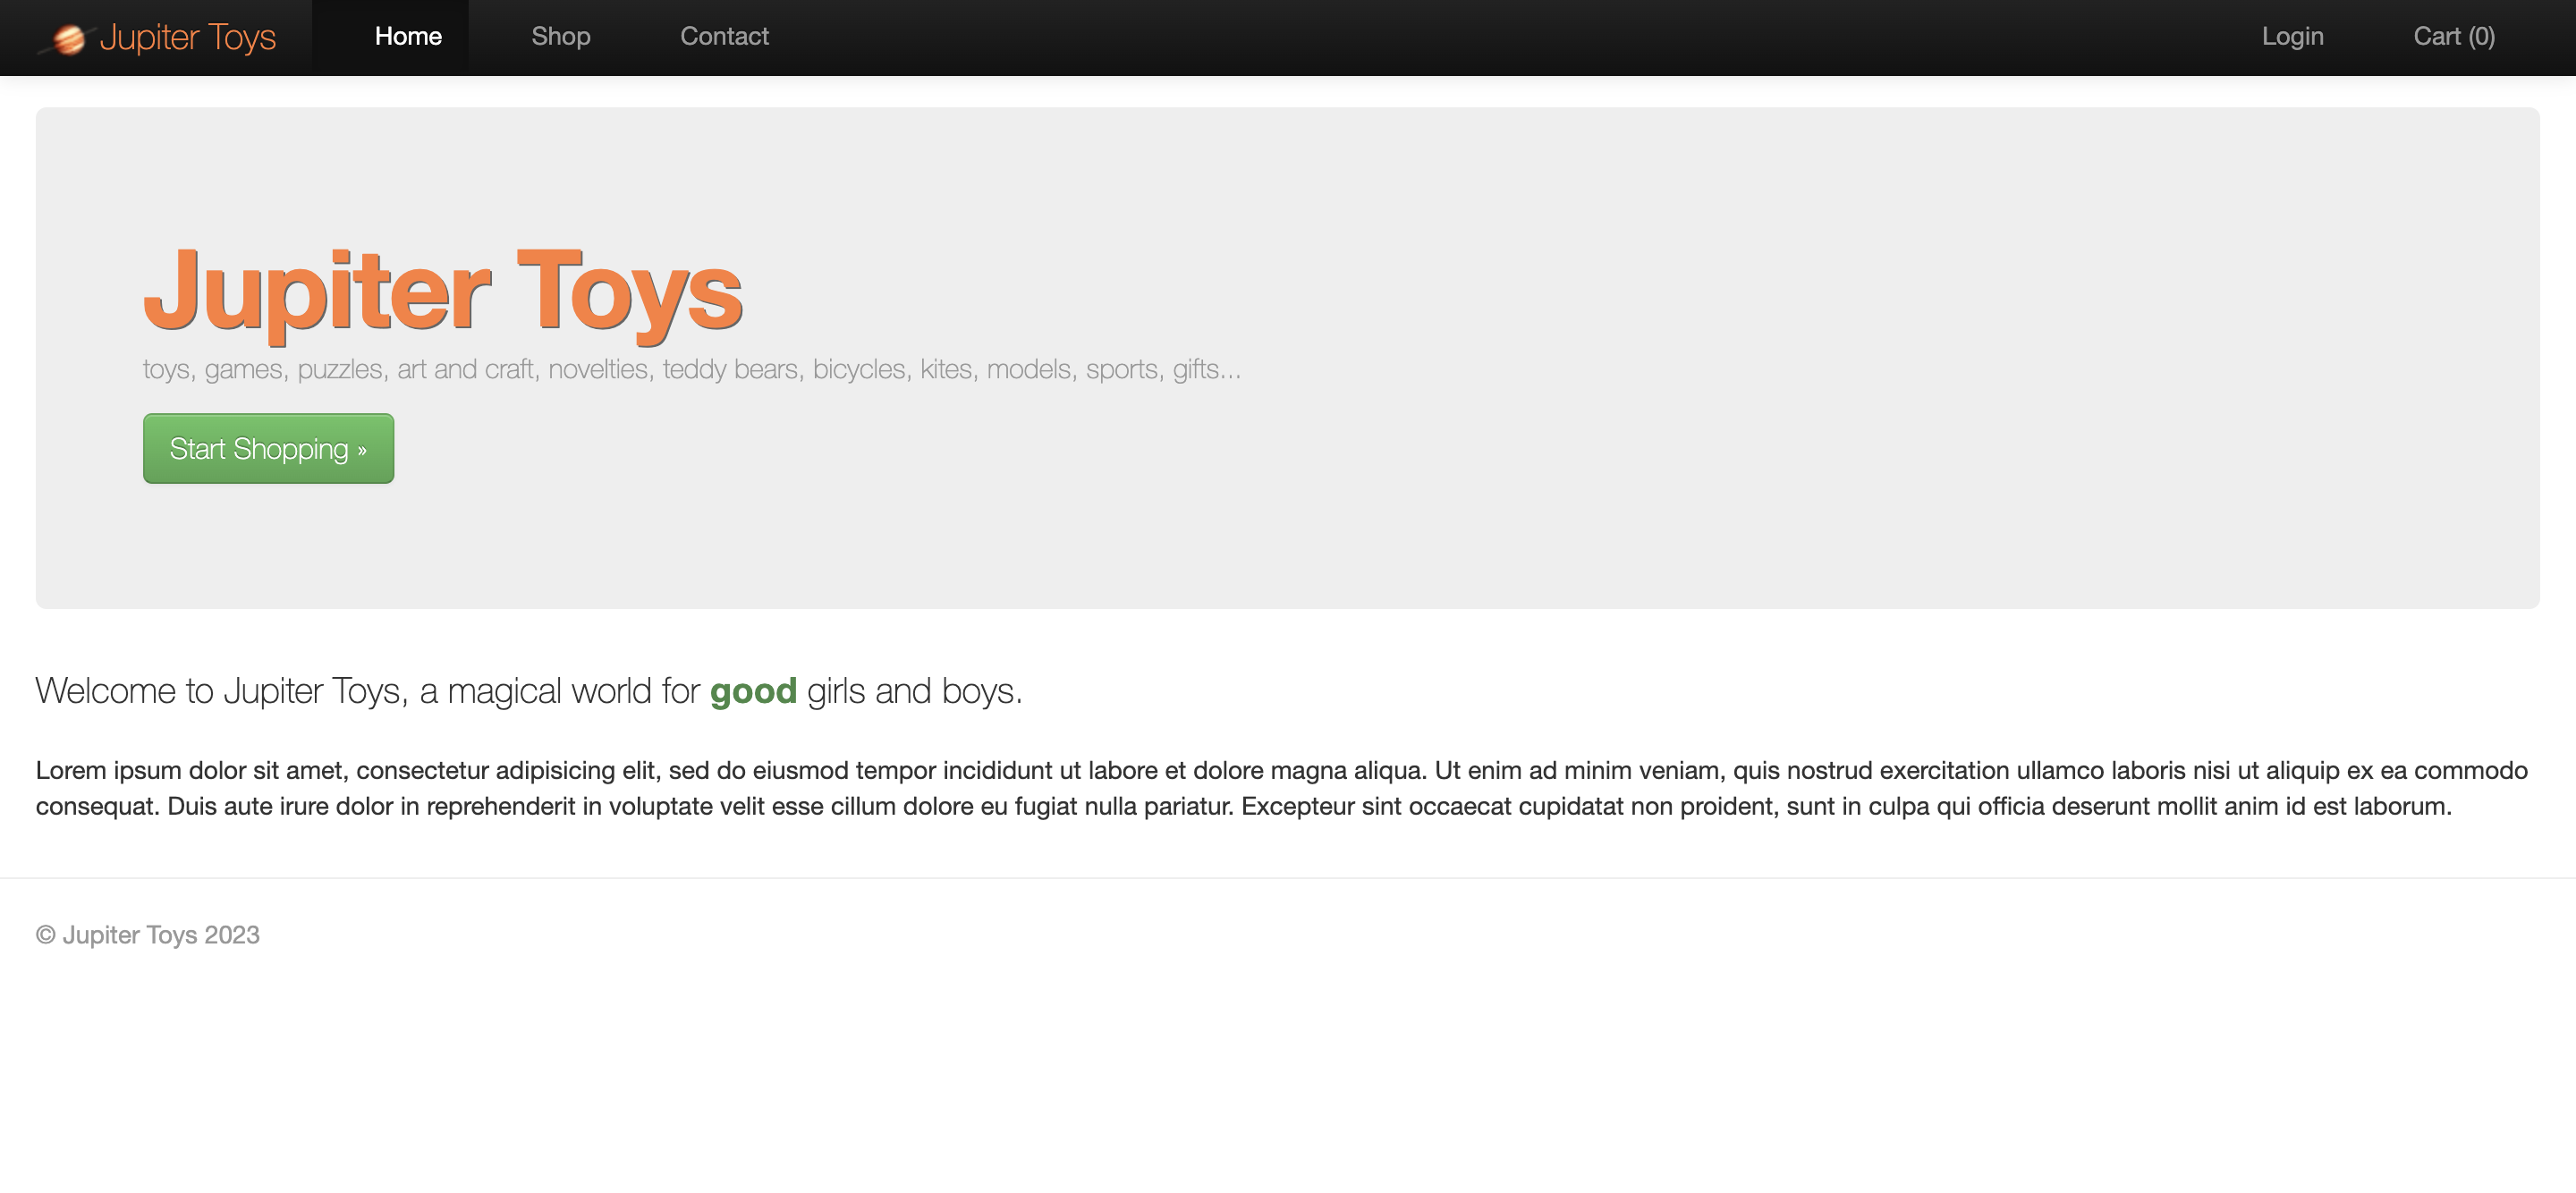 Jupiter Toys
Home
Shop
Contact
Login
Cart (0)
Jupiter Toys
toys, games, puzzles, art and craft, novelties, teddy bears, bicycles, kites, models, sports, gifts...
Start Shopping »
Welcome to Jupiter Toys, a magical world for good girls and boys.
Lorem ipsum dolor sit amet, consectetur adipisicing elit, sed do eiusmod tempor incididunt ut labore et dolore magna aliqua. Ut enim ad minim veniam, quis nostrud exercitation ullamco laboris nisi ut aliquip ex ea commodo
consequat. Duis aute irure dolor in reprehenderit in voluptate velit esse cillum dolore eu fugiat nulla pariatur. Excepteur sint occaecat cupidatat non proident, sunt in culpa qui officia deserunt mollit anim id est laborum.
© Jupiter Toys 2023